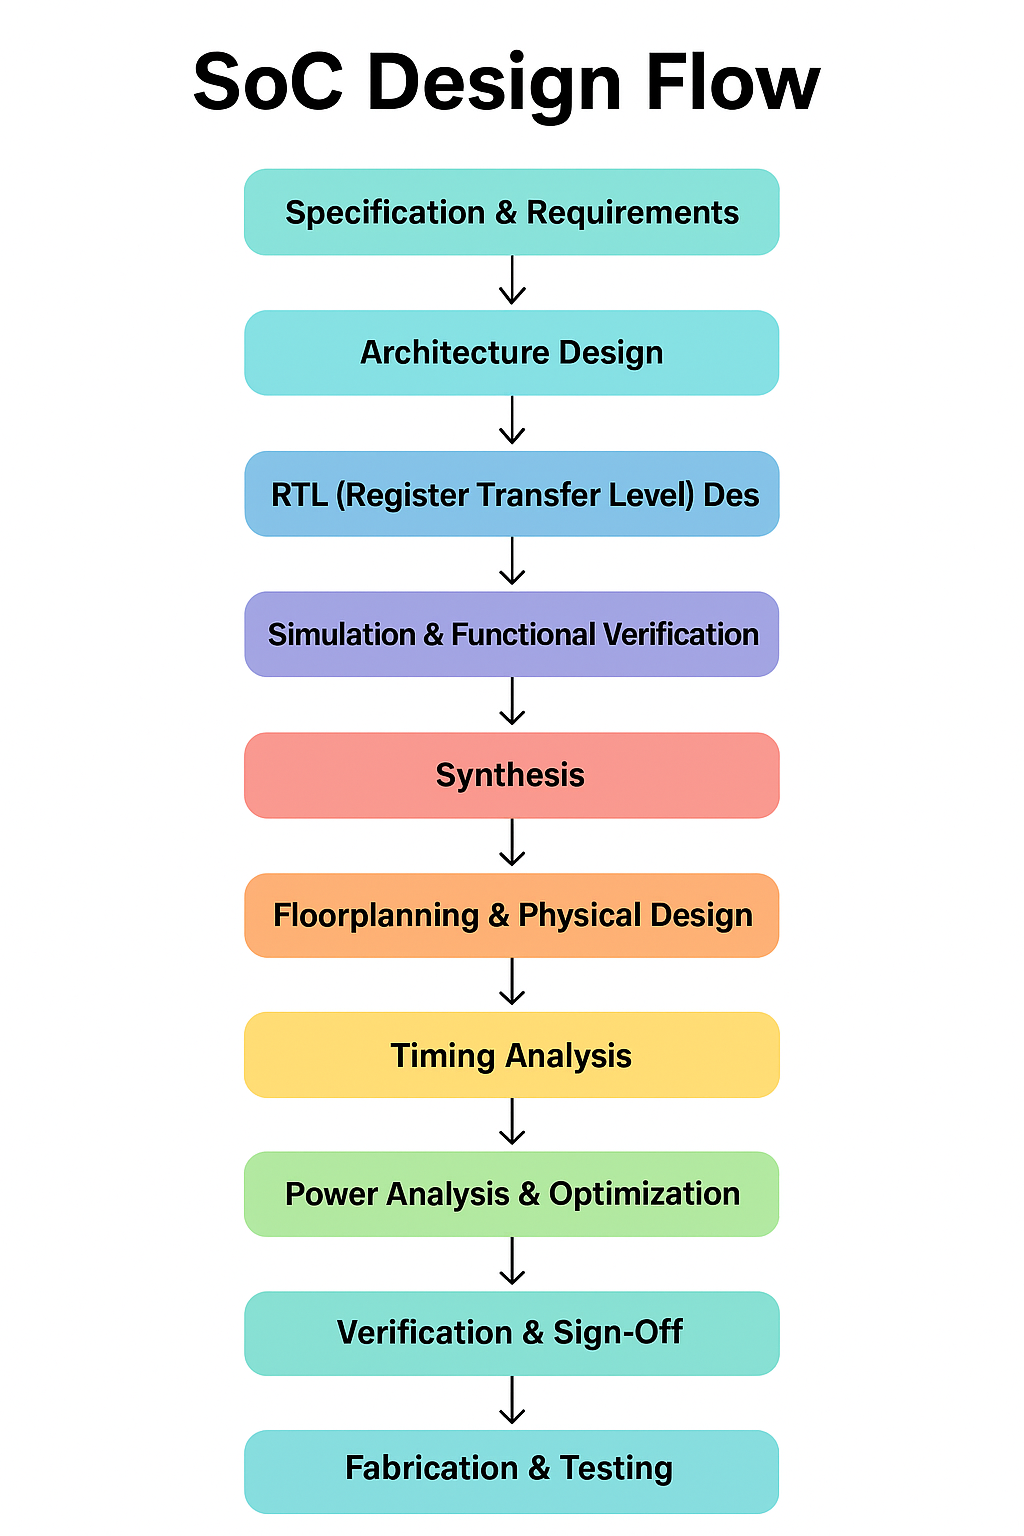 SoC Design Flow
Specification & Requirements
Architecture Design
RTL (Register Transfer Level) Des
Simulation & Functional Verification
Synthesis
Floorplanning & Physical Design
Timing Analysis
Power Analysis & Optimization
Verification & Sign-Off
Fabrication & Testing